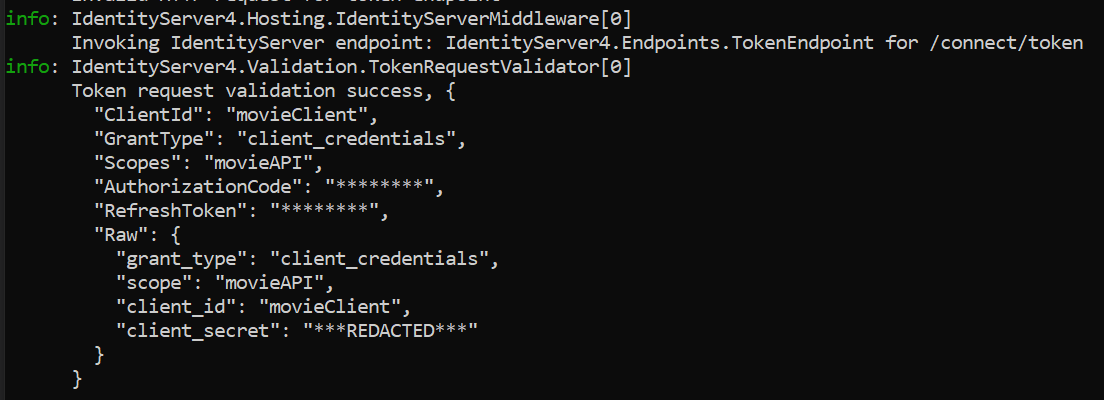 info: IdentityServer4.Hosting.IdentityServerMiddleware[0]
Invoking IdentityServer endpoint: IdentityServer4.Endpoints.TokenEndpoint for /connect/token
info: IdentityServer4.Validation.TokenRequestValidator[0]
Token request validation success, {
"ClientId": "movieClient",
"GrantType": "client_credentials",
"Scopes": "movieAPI",
"AuthorizationCode": "********",
"RefreshToken": "********",
"Raw": {
"grant_type": "client_credentials",
"scope": "movieAPI",
"client_id": "movieClient",
"client_secret": "***REDACTED***"
}
}